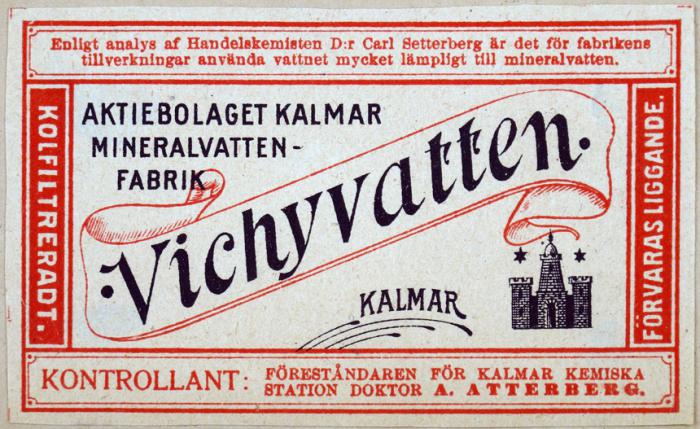 Enligt analys af Handelskemisten D:r Carl Setterberg är det för fabrikens
tillverkningar använda vattnet mycket lämpligt till mineralvatten.
KOLFILTRERADT.
AKTIEBOLAGET KALMAR
MINERALVATTEN-
FABRIK
·Vichyvatten.
KALMAR
FÖRVARAS LIGGANDE.
KONTROLLANT: FÖRESTÅNDAREN FÖR KALMAR KEMISKA
STATION DOKTOR A. ATTERBERG.